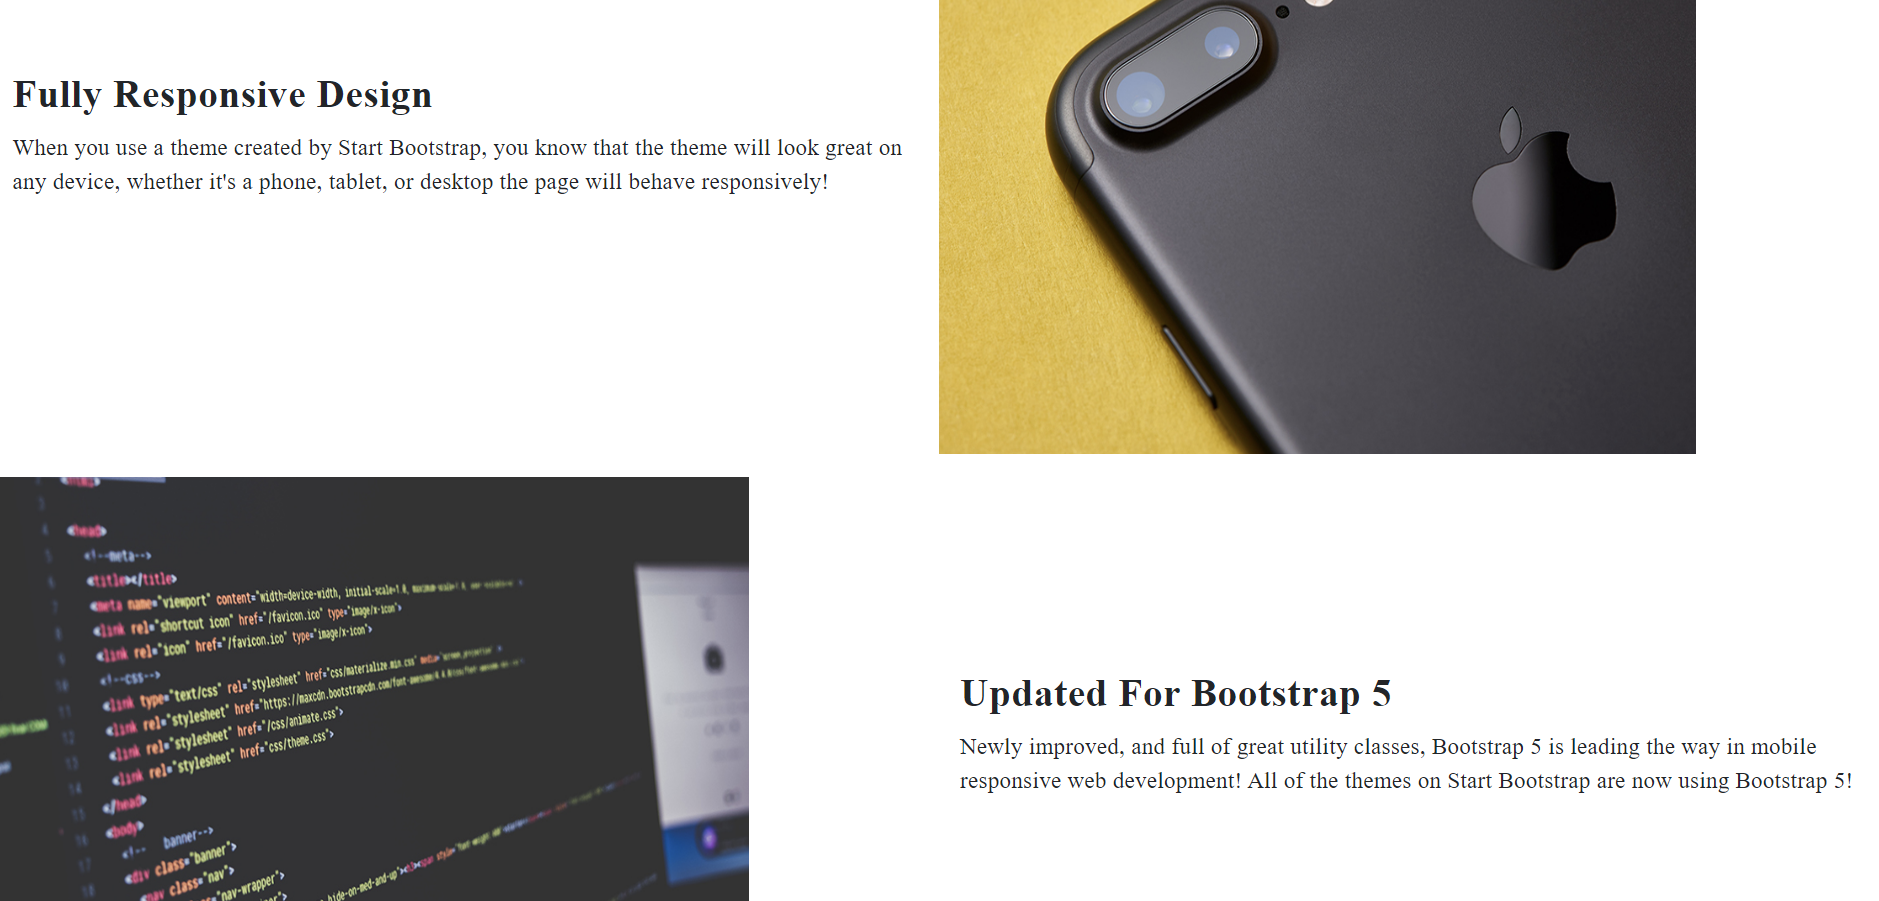 Fully Responsive Design
When you use a theme created by Start Bootstrap, you know that the theme will look great on
any device, whether it's a phone, tablet, or desktop the page will behave responsively!
<head>
<!--meta-->
<title></title>
<meta name="viewport" content="width=device-width, initial-scale=1.0,
<link rel="shortcut icon" href="/favicon.ico" type="image/x-icon">
<link rel="icon" href="/favicon.ico" type="image/x-icon">
<!--css-->
<link type="text/css" rel="stylesheet" href="css/materialize.min.css"
<link rel="stylesheet" href="https://maxcdn.bootstrapcdn.com/font-awesome/
<link rel="stylesheet" href="/css/animate.css">
<link rel="stylesheet" href="css/theme.css">
</head>
<body>
<!-- banner-->
<div class="banner">
<nav class="nav">
"nav-wrapper">
hide-on-med-and-up">
Updated For Bootstrap 5
Newly improved, and full of great utility classes, Bootstrap 5 is leading the way in mobile
responsive web development! All of the themes on Start Bootstrap are now using Bootstrap 5!